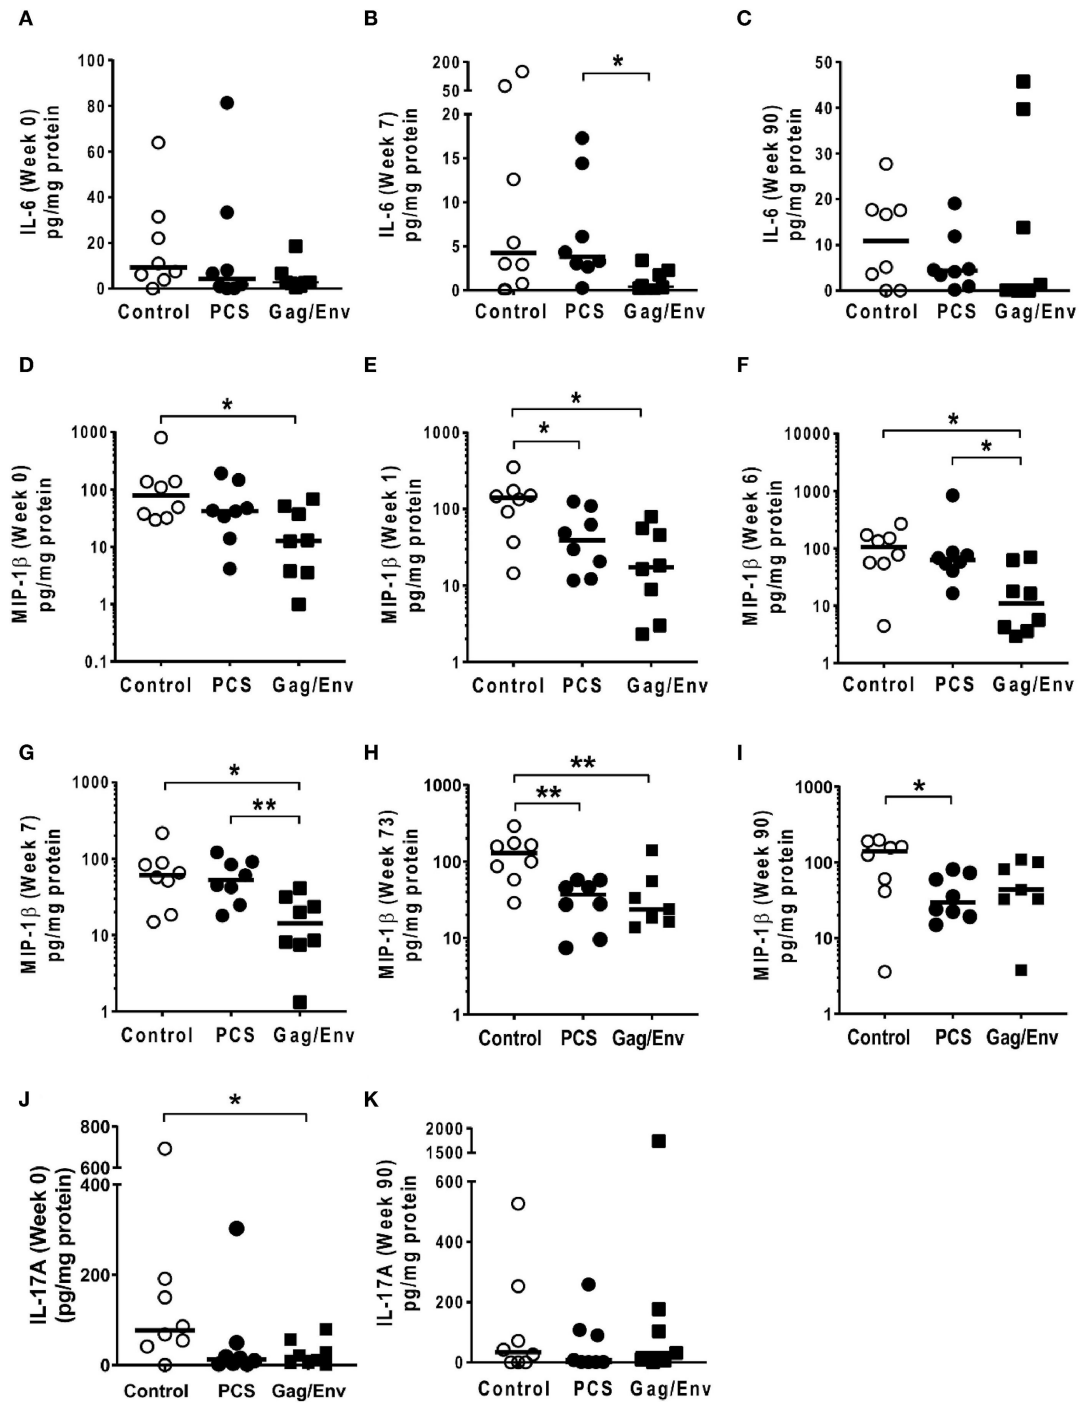 A
IL-6 (Week 0)
pg/mg protein
100
80
60
40
20
0
Control PCS Gag/Env
B
IL-6 (Week 7)
pg/mg protein
200
50
20
15
10
5
0
*
Control PCS Gag/Env
C
IL-6 (Week 90)
pg/mg protein
50
40
30
20
10
0
Control PCS Gag/Env
D
MIP-1β (Week 0)
pg/mg protein
1000
100
10
1
0.1
*
Control PCS Gag/Env
E
MIP-1β (Week 1)
pg/mg protein
1000
100
10
1
*
*
Control PCS Gag/Env
F
MIP-1β (Week 6)
pg/mg protein
10000
1000
100
10
1
*
*
Control PCS Gag/Env
G
MIP-1β (Week 7)
pg/mg protein
1000
100
10
1
*
**
Control PCS Gag/Env
H
MIP-1β (Week 73)
pg/mg protein
1000
100
10
1
**
**
Control PCS Gag/Env
I
MIP-1β (Week 90)
pg/mg protein
1000
100
10
1
*
Control PCS Gag/Env
J
IL-17A (Week 0)
(pg/mg protein)
800
600
400
200
0
*
Control PCS Gag/Env
K
IL-17A (Week 90)
pg/mg protein
2000
1500
600
400
200
0
Control PCS Gag/Env